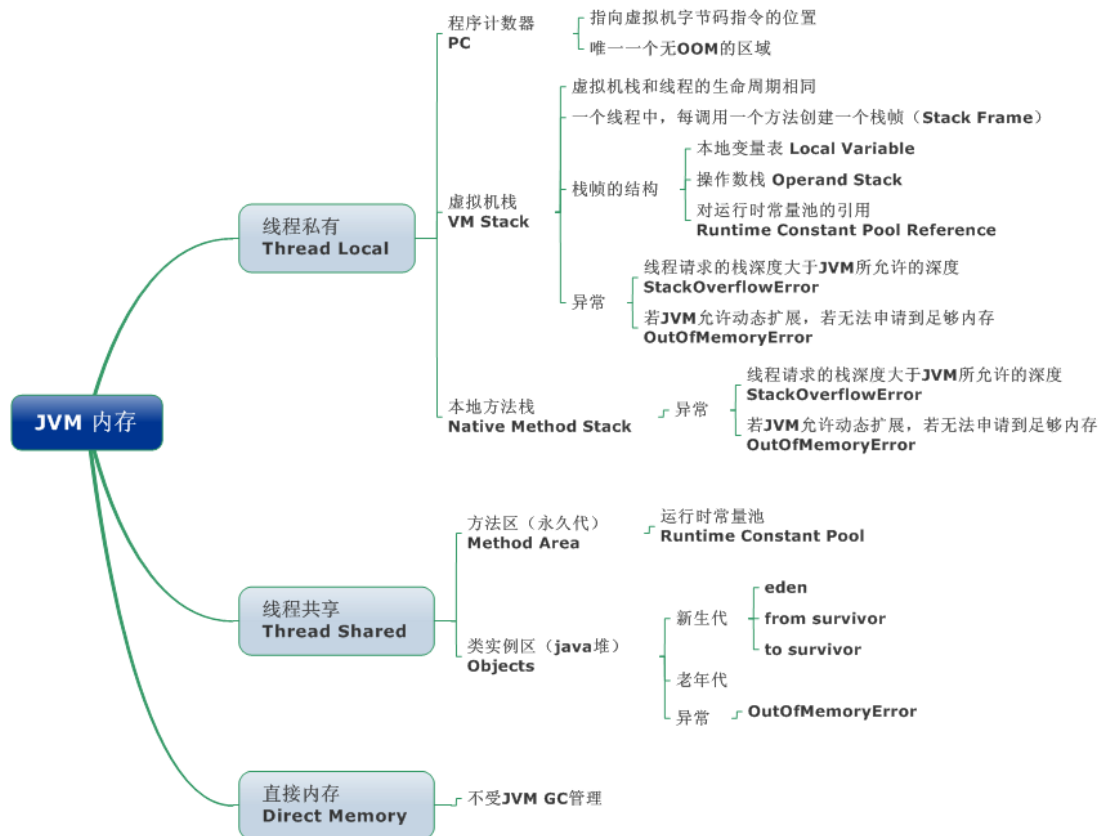 程序计数器
PC
指向虚拟机字节码指令的位置
唯一一个无OOM的区域
虚拟机栈和线程的生命周期相同
一个线程中，每调用一个方法创建一个栈帧（Stack Frame）
本地变量表 Local Variable
操作数栈 Operand Stack
对运行时常量池的引用
Runtime Constant Pool Reference
栈帧的结构
虚拟机栈
VM Stack
线程私有
Thread Local
线程请求的栈深度大于JVM所允许的深度
StackOverflowError
异常
若JVM允许动态扩展，若无法申请到足够内存
OutOfMemoryError
线程请求的栈深度大于JVM所允许的深度
StackOverflowError
本地方法栈
Native Method Stack
异常
若JVM允许动态扩展，若无法申请到足够内存
OutOfMemoryError
JVM 内存
方法区（永久代）
Method Area
运行时常量池
Runtime Constant Pool
线程共享
Thread Shared
类实例区（java堆）
Objects
新生代
eden
from survivor
to survivor
老年代
异常
OutOfMemoryError
直接内存
Direct Memory
不受JVM GC管理